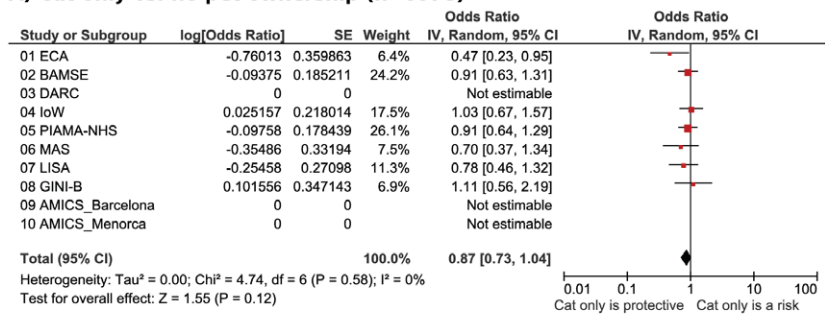 Odds Ratio Odds Ratio
Study or Subgroup log[Odds Ratio] SE Weight IV, Random, 95% CI IV, Random, 95% CI
01 ECA -0.76013 0.359863 6.4% 0.47 [0.23, 0.95]
02 BAMSE -0.09375 0.185211 24.2% 0.91 [0.63, 1.31]
03 DARC 0 0 Not estimable
04 IoW 0.025157 0.218014 17.5% 1.03 [0.67, 1.57]
05 PIAMA-NHS -0.09758 0.178439 26.1% 0.91 [0.64, 1.29]
06 MAS -0.35486 0.33194 7.5% 0.70 [0.37, 1.34]
07 LISA -0.25458 0.27098 11.3% 0.78 [0.46, 1.32]
08 GINI-B 0.101556 0.347143 6.9% 1.11 [0.56, 2.19]
09 AMICS_Barcelona 0 0 Not estimable
10 AMICS_Menorca 0 0 Not estimable
Total (95% CI) 100.0% 0.87 [0.73, 1.04]
Heterogeneity: Tau² = 0.00; Chi² = 4.74, df = 6 (P = 0.58); I² = 0%
Test for overall effect: Z = 1.55 (P = 0.12)
0.01 0.1 1 10 100
Cat only is protective Cat only is a risk